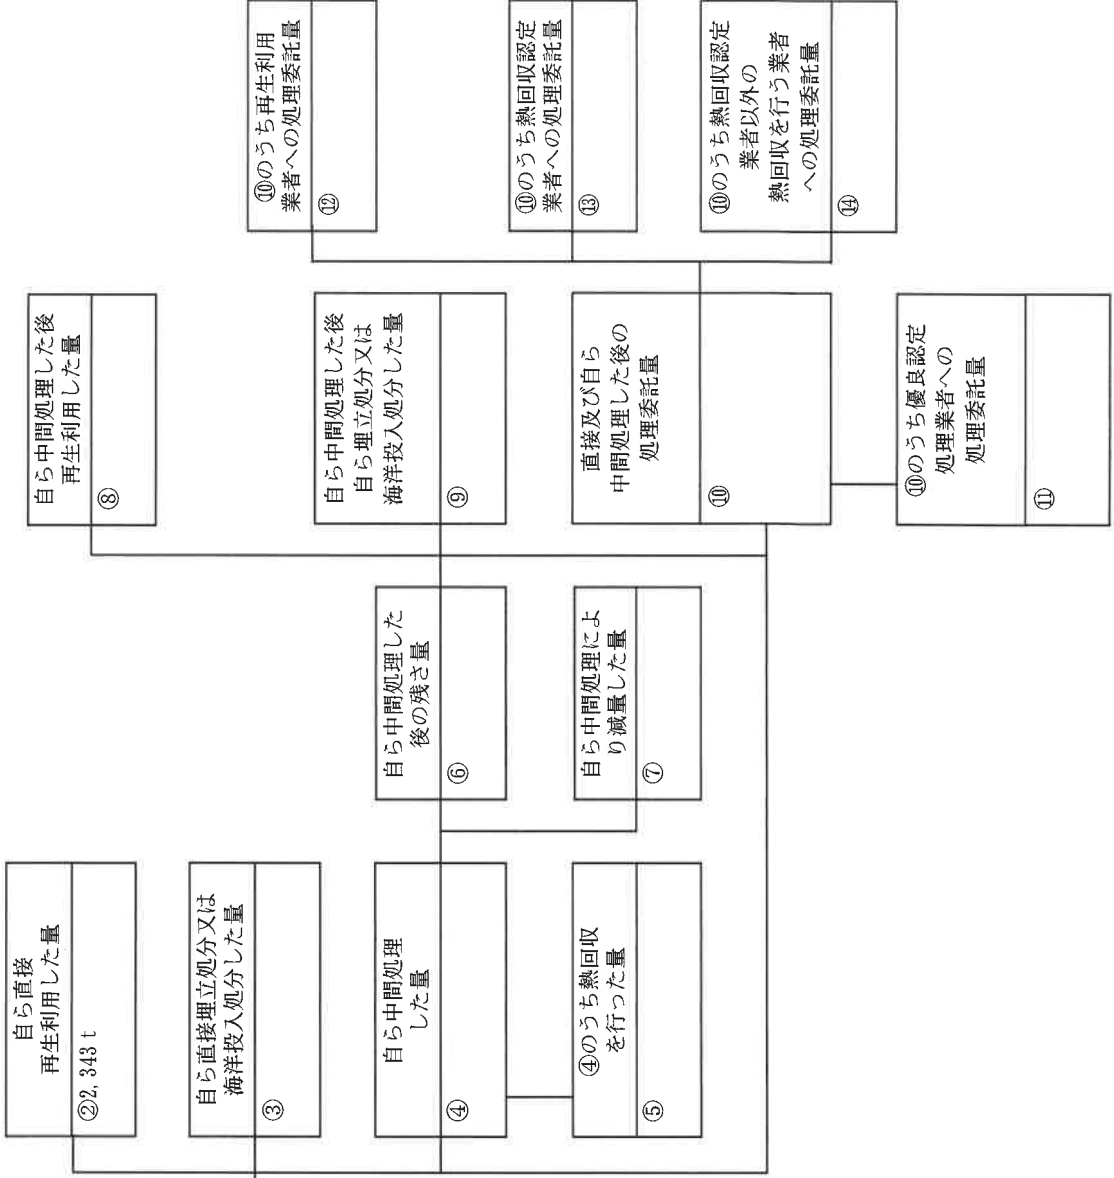 自ら直接
再生利用した量
②2,343 t
自ら直接埋立処分又は
海洋投入処分した量
③
自ら中間処理
した量
④
④のうち熱回収
を行った量
⑤
自ら中間処理した
後の残さ量
⑥
自ら中間処理によ
り減量した量
⑦
自ら中間処理した後
再生利用した量
⑧
自ら中間処理した後
自ら埋立処分又は
海洋投入処分した量
⑨
直接及び自ら
中間処理した後の
処理委託量
⑩
⑩のうち優良認定
処理業者への
処理委託量
⑪
⑩のうち再生利用
業者への処理委託量
⑫
⑩のうち熱回収認定
業者への処理委託量
⑬
⑩のうち熱回収認定
業者以外の
熱回収を行う業者
への処理委託量
⑭